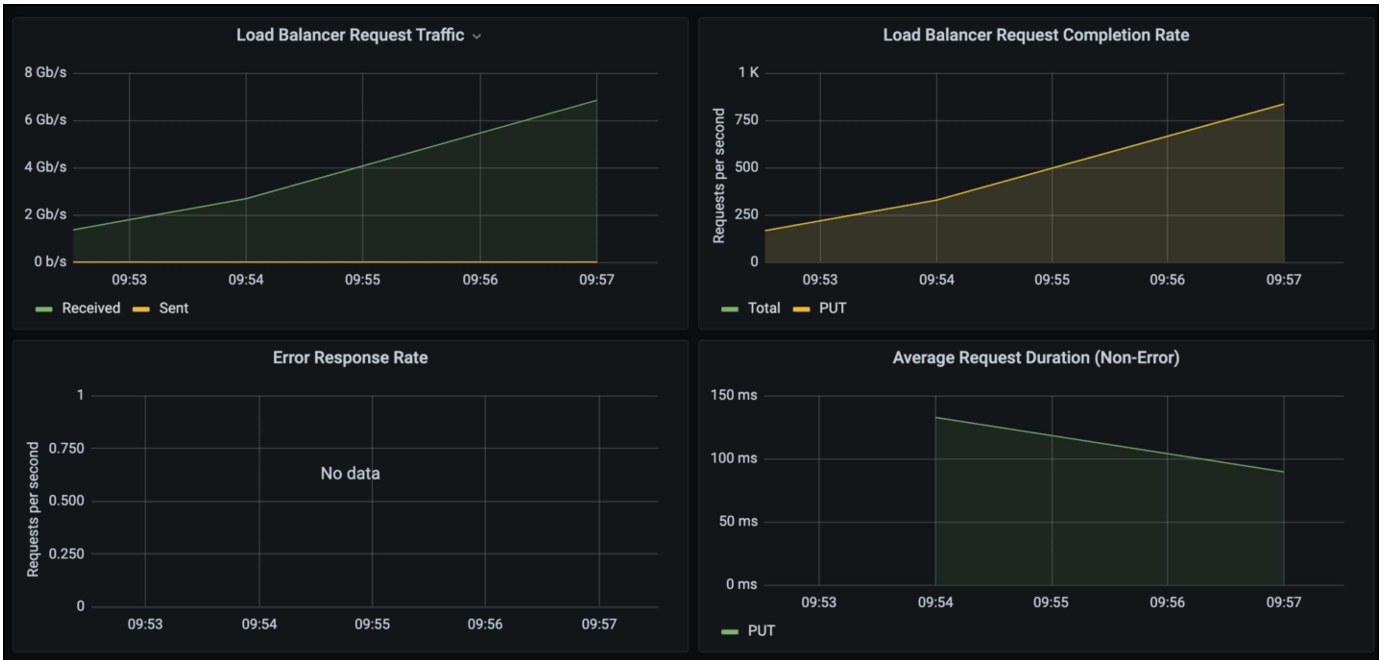 Load Balancer Request Traffic
8 Gb/s
6 Gb/s
4 Gb/s
2 Gb/s
0 b/s
09:53 09:54 09:55 09:56 09:57
Received Sent
Load Balancer Request Completion Rate
Requests per second
1 K
750
500
250
0
09:53 09:54 09:55 09:56 09:57
Total PUT
Error Response Rate
Requests per second
1
0.750
0.500
0.250
0
No data
09:53 09:54 09:55 09:56 09:57
Average Request Duration (Non-Error)
150 ms
100 ms
50 ms
0 ms
09:53 09:54 09:55 09:56 09:57
PUT